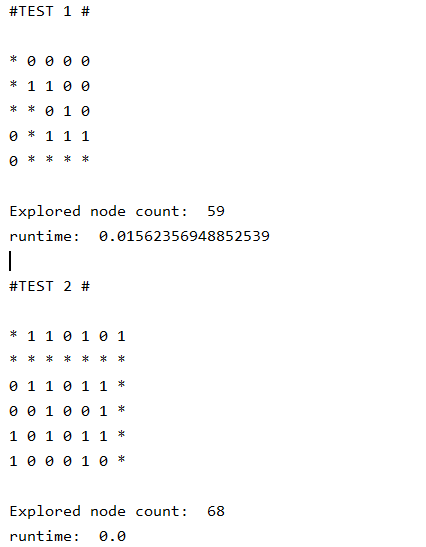 #TEST 1 #
* 0 0 0 0
* 1 1 0 0
* * 0 1 0
0 * 1 1 1
0 * * * *
Explored node count:  59
runtime:  0.01562356948852539
#TEST 2 #
* 1 1 0 1 0 1
* * * * * * *
0 1 1 0 1 1 *
0 0 1 0 0 1 *
1 0 1 0 1 1 *
1 0 0 0 1 0 *
Explored node count:  68
runtime:  0.0